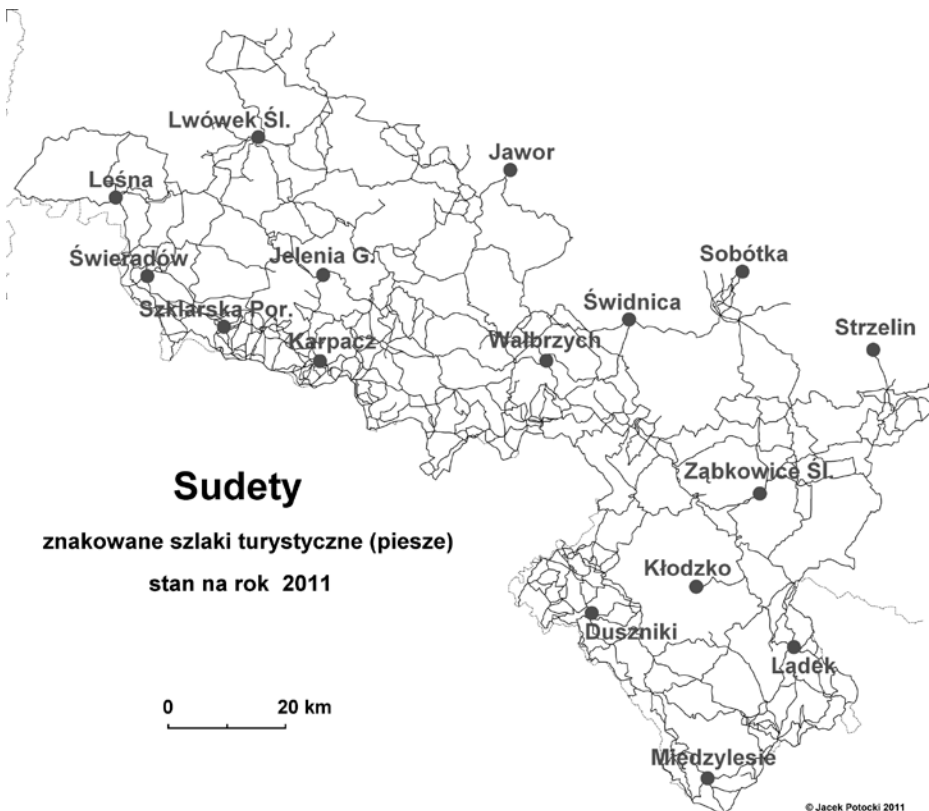 Lwówek Śl.
Jawor
Leśna
Świeradów
Jelenia G.
Sobótka
Szklarska Por.
Świdnica
Karpacz
Wałbrzych
Strzelin
Ząbkowice Śl.
Sudety
znakowane szlaki turystyczne (piesze)
stan na rok 2011
Kłodzko
Duszniki
Lądek
0 20 km
Międzylesie
© Jacek Potocki 2011